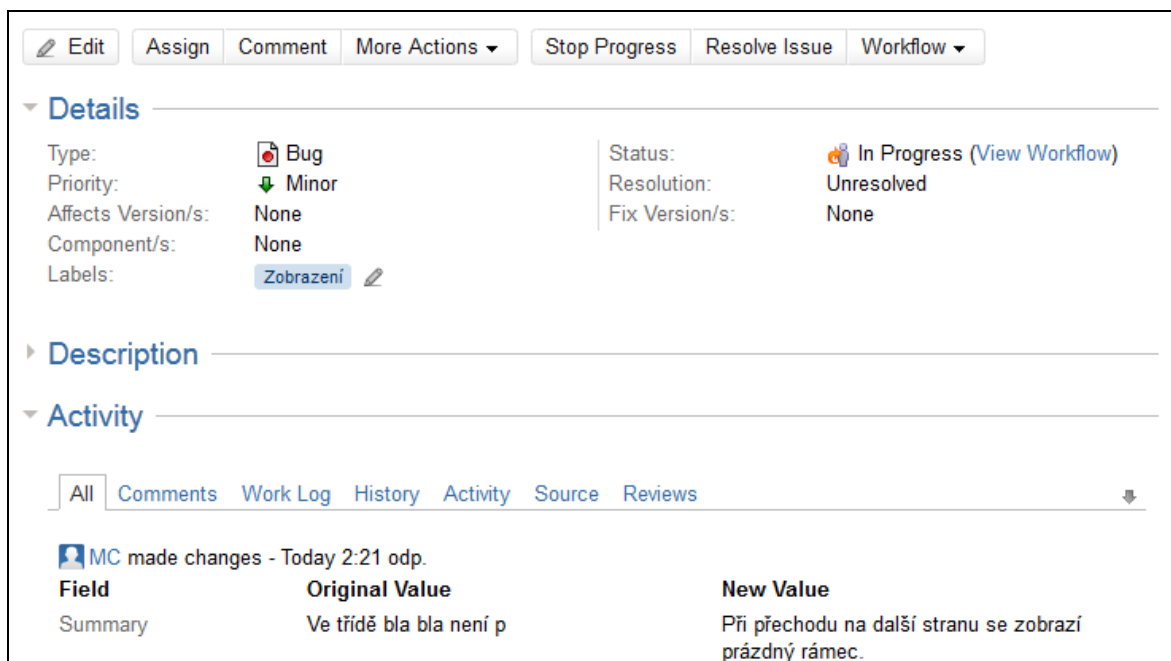 Edit Assign Comment More Actions Stop Progress Resolve Issue Workflow
Details
Type: Bug Status: In Progress (View Workflow)
Priority: Minor Resolution: Unresolved
Affects Version/s: None Fix Version/s: None
Component/s: None
Labels: Zobrazení
Description
Activity
All Comments Work Log History Activity Source Reviews
MC made changes - Today 2:21 odp.
Field Original Value New Value
Summary Ve třídě bla bla není p Při přechodu na další stranu se zobrazí
prázdný rámec.